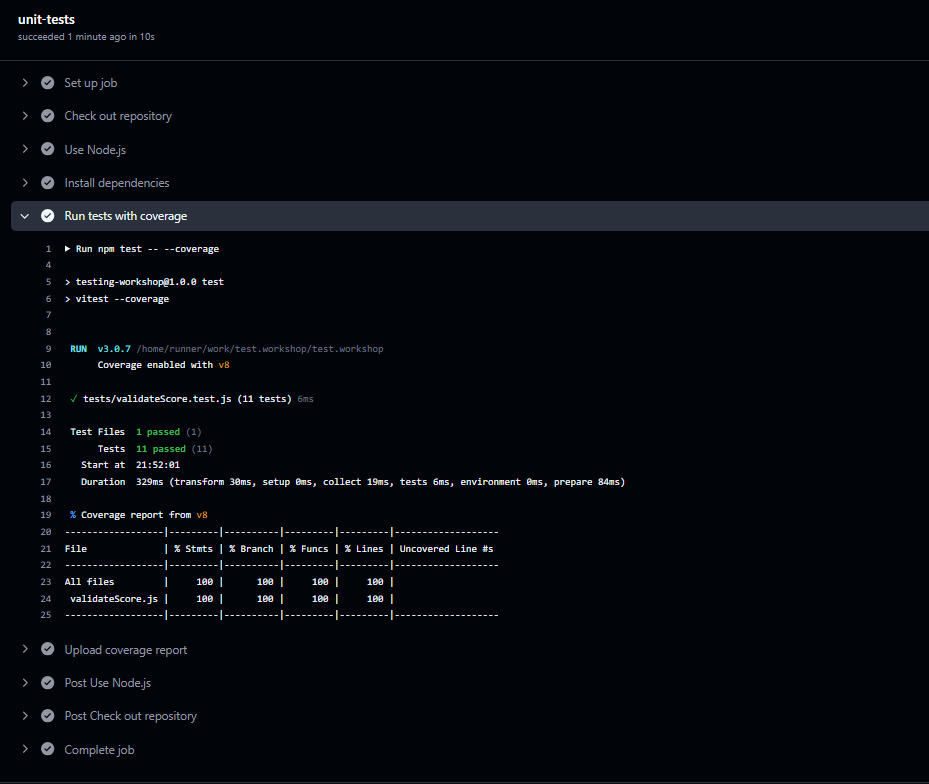 unit-tests
succeeded 1 minute ago in 10s
Set up job
Check out repository
Use Node.js
Install dependencies
Run tests with coverage
1 ▶ Run npm test -- --coverage
4
5 > testing-workshop@1.0.0 test
6 > vitest --coverage
7
8
9 RUN v3.0.7 /home/runner/work/test.workshop/test.workshop
10 Coverage enabled with v8
11
12 ✓ tests/validateScore.test.js (11 tests) 6ms
13
14 Test Files 1 passed (1)
15 Tests 11 passed (11)
16 Start at 21:52:01
17 Duration 329ms (transform 30ms, setup 0ms, collect 19ms, tests 6ms, environment 0ms, prepare 84ms)
18
19 % Coverage report from v8
20 ------------------|---------|----------|---------|---------|-------------------
21 File | % Stmts | % Branch | % Funcs | % Lines | Uncovered Line #s
22 ------------------|---------|----------|---------|---------|-------------------
23 All files | 100 | 100 | 100 | 100 |
24 validateScore.js | 100 | 100 | 100 | 100 |
25 ------------------|---------|----------|---------|---------|-------------------
Upload coverage report
Post Use Node.js
Post Check out repository
Complete job